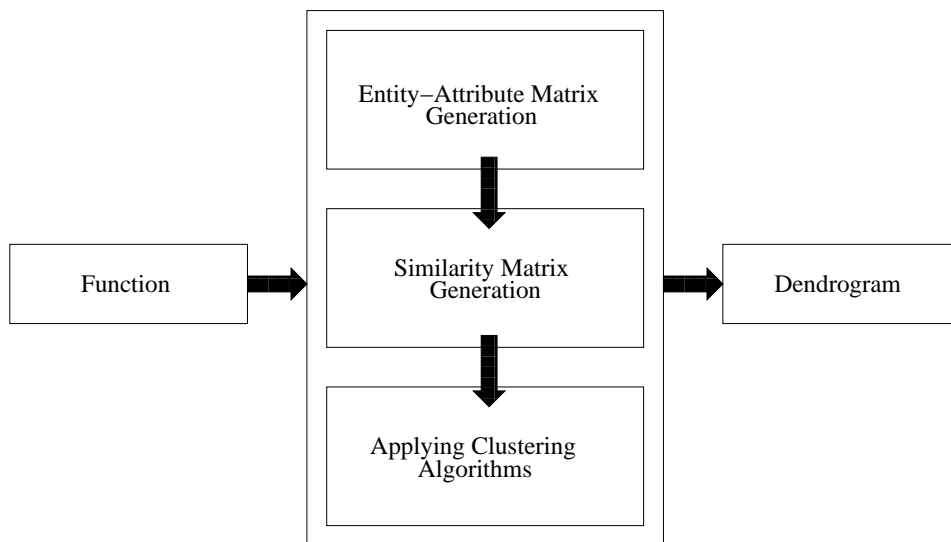 Entity−Attribute Matrix
Generation
Function
Similarity Matrix
Generation
Dendrogram
Applying Clustering
Algorithms